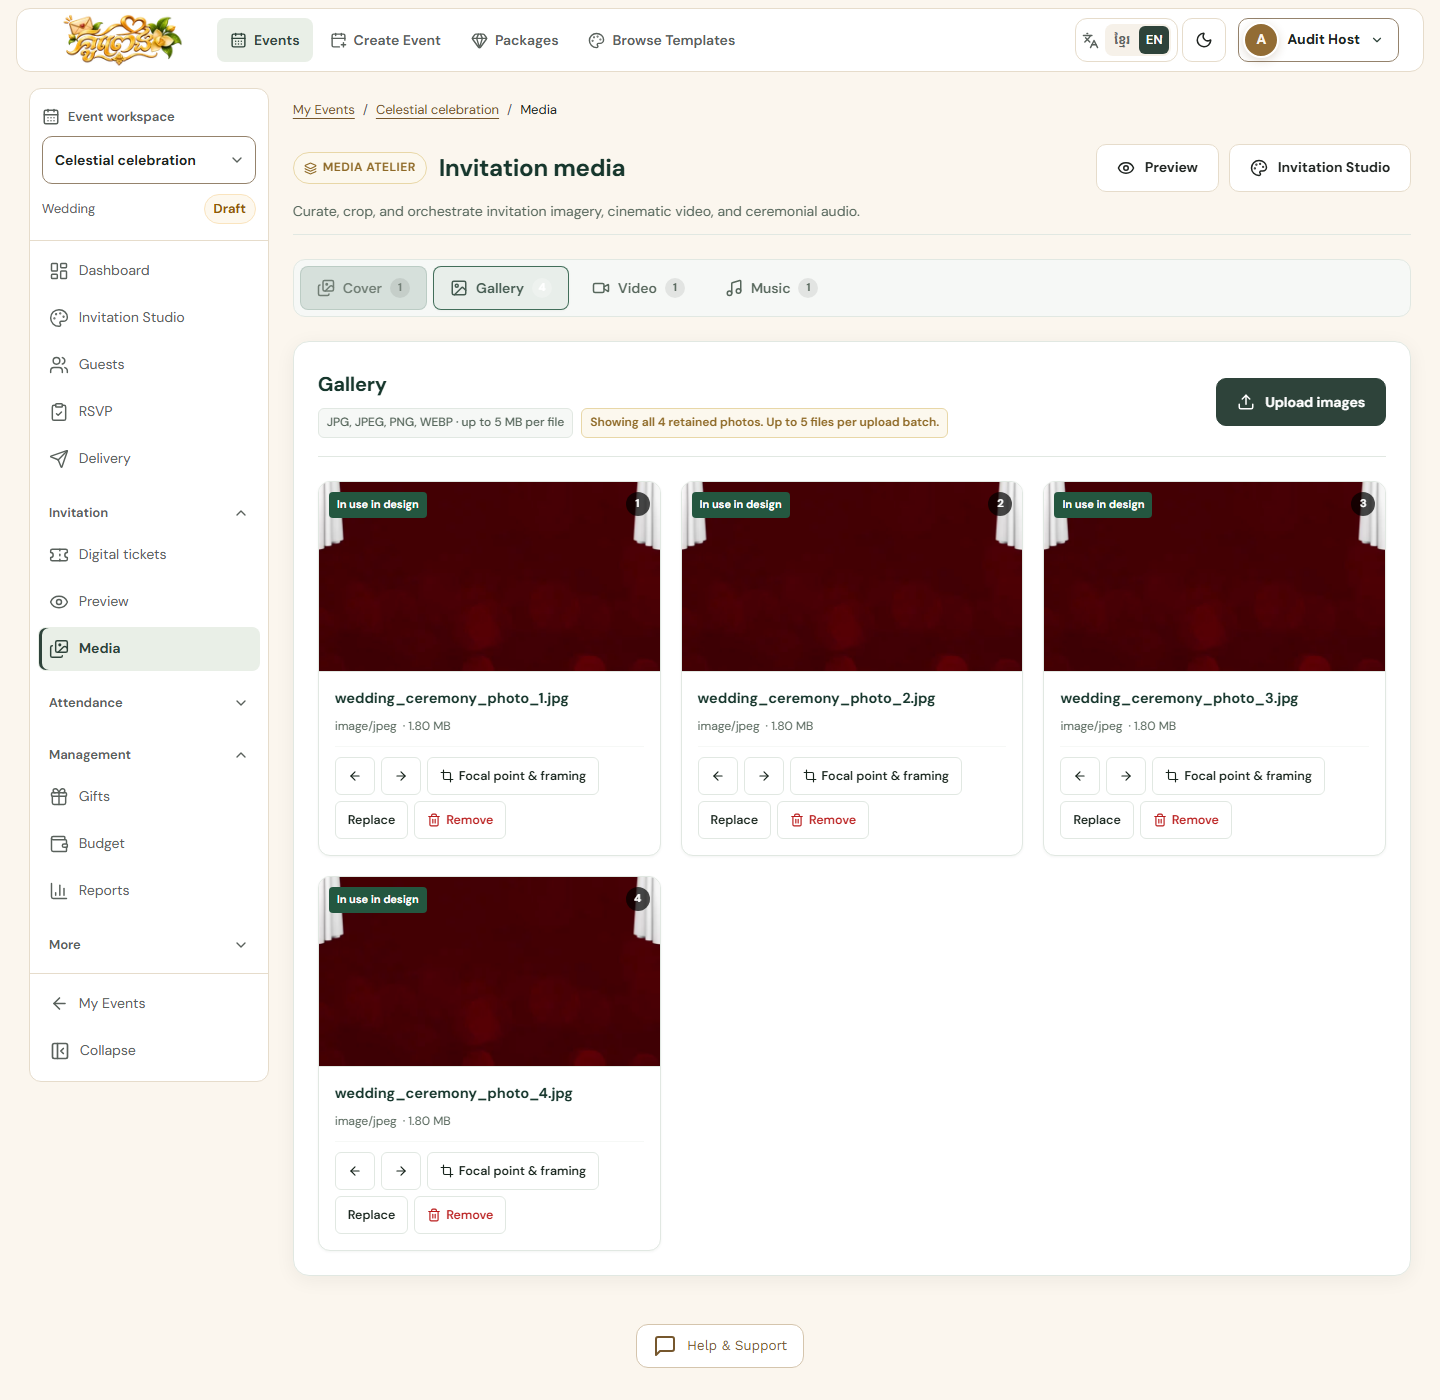 Events
Create Event
Packages
Browse Templates
ខ្មែរ
EN
A
Audit Host
Event workspace
Celestial celebration
Wedding
Draft
Dashboard
Invitation Studio
Guests
RSVP
Delivery
Invitation
Digital tickets
Preview
Media
Attendance
Management
Gifts
Budget
Reports
More
My Events
Collapse
My Events / Celestial celebration / Media
MEDIA ATELIER
Invitation media
Preview
Invitation Studio
Curate, crop, and orchestrate invitation imagery, cinematic video, and ceremonial audio.
Cover 1
Gallery 4
Video 1
Music 1
Gallery
JPG, JPEG, PNG, WEBP · up to 5 MB per file
Showing all 4 retained photos. Up to 5 files per upload batch.
Upload images
In use in design
1
wedding_ceremony_photo_1.jpg
image/jpeg · 1.80 MB
Focal point & framing
Replace
Remove
In use in design
2
wedding_ceremony_photo_2.jpg
image/jpeg · 1.80 MB
Focal point & framing
Replace
Remove
In use in design
3
wedding_ceremony_photo_3.jpg
image/jpeg · 1.80 MB
Focal point & framing
Replace
Remove
In use in design
4
wedding_ceremony_photo_4.jpg
image/jpeg · 1.80 MB
Focal point & framing
Replace
Remove
Help & Support